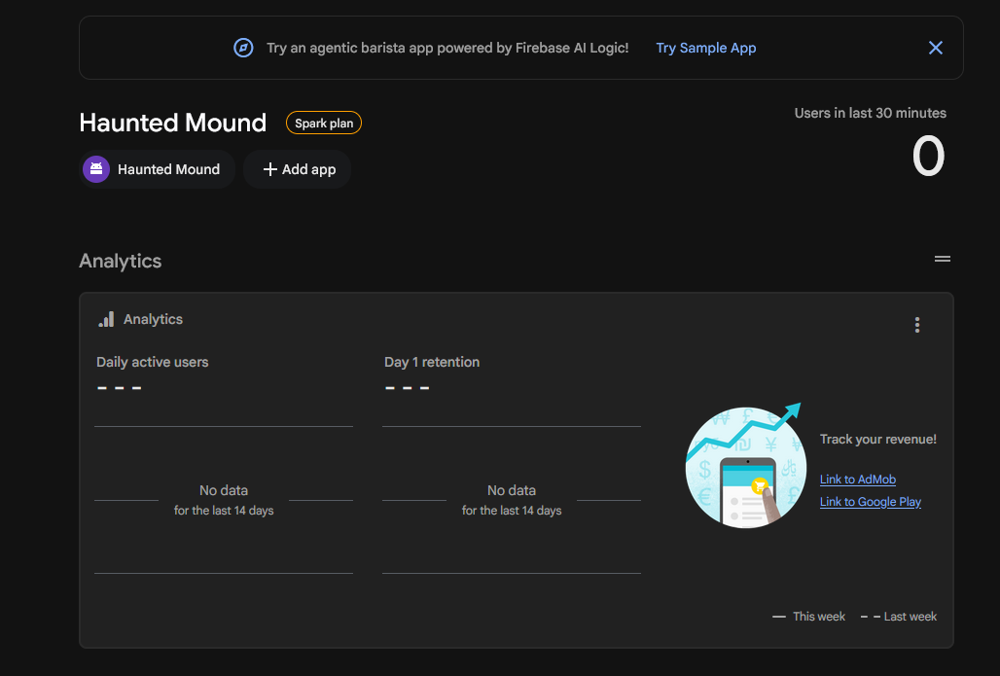 Try an agentic barista app powered by Firebase AI Logic! Try Sample App
Haunted Mound Spark plan
Users in last 30 minutes
0
Haunted Mound Add app
Analytics
Analytics
Daily active users Day 1 retention
- - - - - -
No data No data
for the last 14 days for the last 14 days
Track your revenue!
Link to AdMob
Link to Google Play
This week Last week